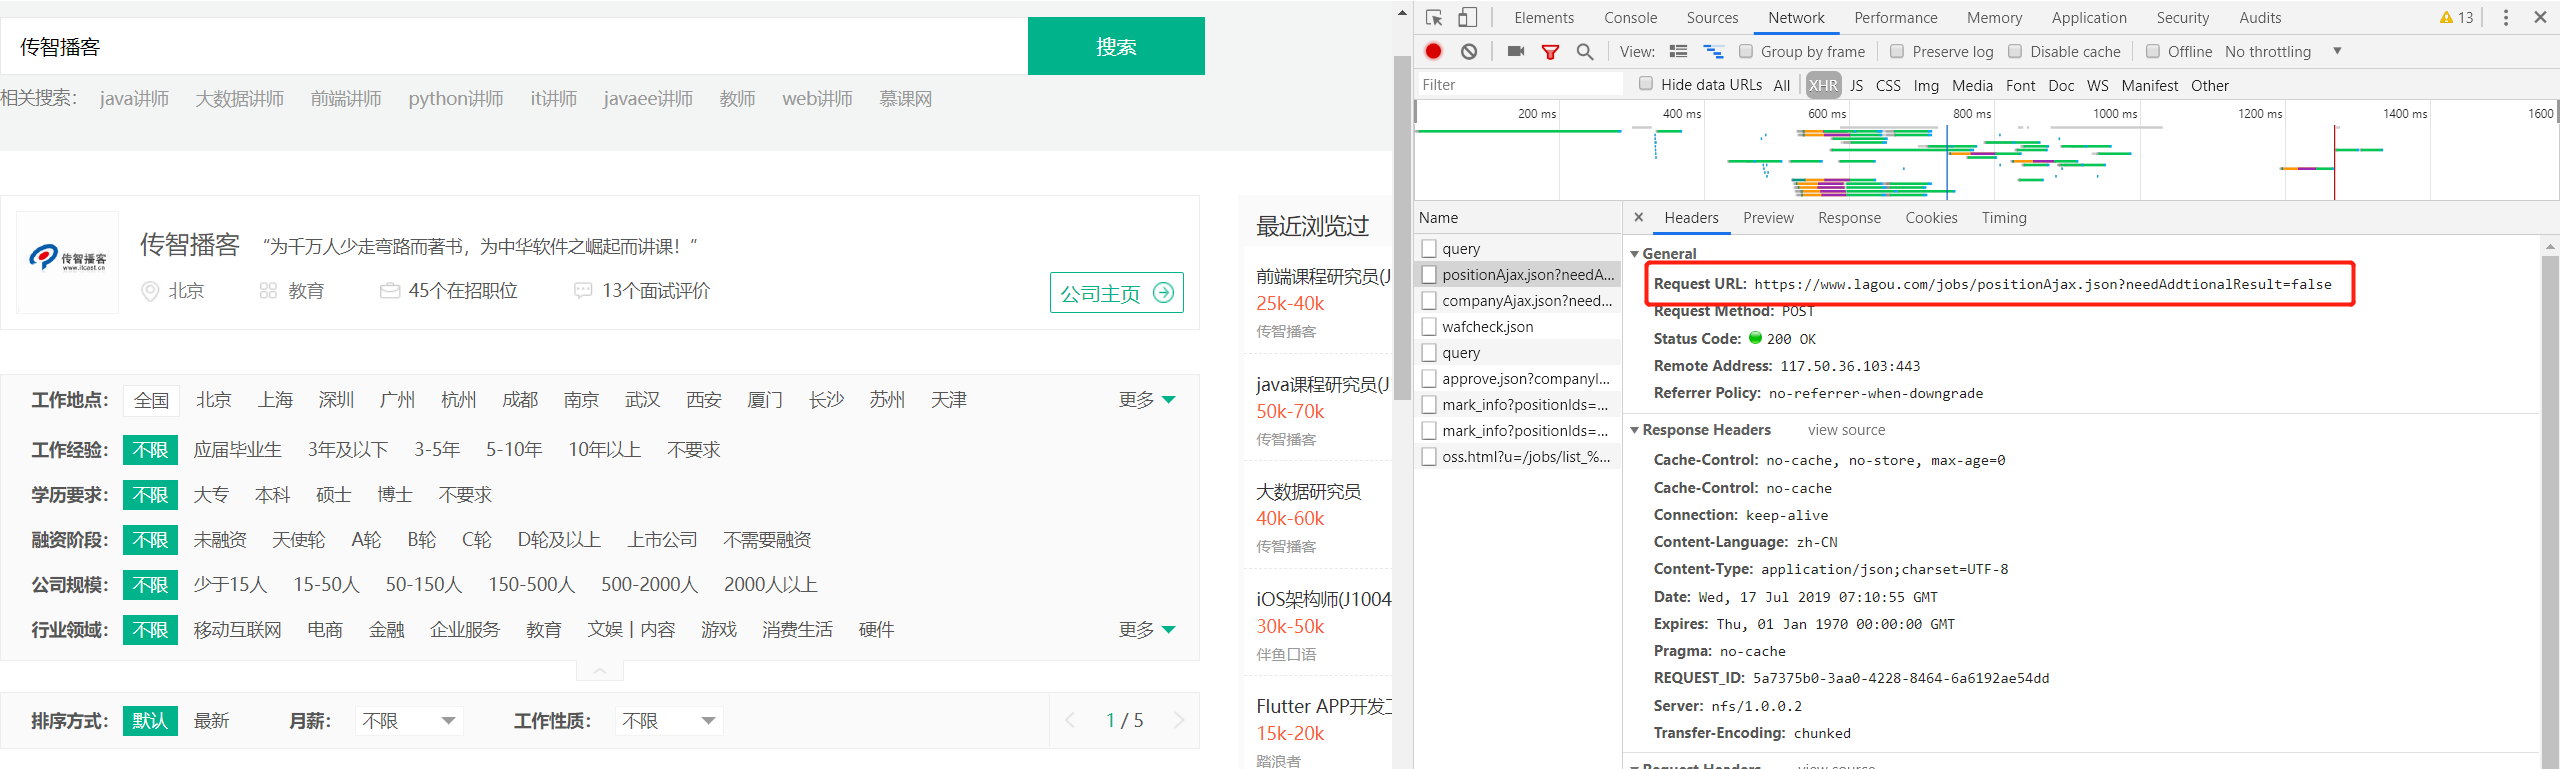 传智播客
搜索
相关搜索： java讲师 大数据讲师 前端讲师 python讲师 it讲师 javaee讲师 教师 web讲师 慕课网
传智播客
www.itcast.cn
传智播客 “为千万人少走弯路而著书，为中华软件之崛起而讲课！”
北京 教育 45个在招职位 13个面试评价
公司主页
工作地点： 全国 北京 上海 深圳 广州 杭州 成都 南京 武汉 西安 厦门 长沙 苏州 天津 更多
工作经验： 不限 应届毕业生 3年及以下 3-5年 5-10年 10年以上 不要求
学历要求： 不限 大专 本科 硕士 博士 不要求
融资阶段： 不限 未融资 天使轮 A轮 B轮 C轮 D轮及以上 上市公司 不需要融资
公司规模： 不限 少于15人 15-50人 50-150人 150-500人 500-2000人 2000人以上
行业领域： 不限 移动互联网 电商 金融 企业服务 教育 文娱丨内容 游戏 消费生活 硬件 更多
排序方式： 默认 最新 月薪： 不限 工作性质： 不限 1 / 5
最近浏览过
前端课程研究员(J
25k-40k
传智播客
java课程研究员(J
50k-70k
传智播客
大数据研究员
40k-60k
传智播客
iOS架构师(J1004
30k-50k
伴鱼口语
Flutter APP开发工
15k-20k
踏浪者
Elements Console Sources Network Performance Memory Application Security Audits 13
View: Group by frame Preserve log Disable cache Offline No throttling
Filter Hide data URLs All XHR JS CSS Img Media Font Doc WS Manifest Other
200 ms 400 ms 600 ms 800 ms 1000 ms 1200 ms 1400 ms 1600
Name
query
positionAjax.json?needA...
companyAjax.json?need...
wafcheck.json
query
approve.json?companyI...
mark_info?positionIds=...
mark_info?positionIds=...
oss.html?u=/jobs/list_%...
× Headers Preview Response Cookies Timing
General
Request URL: https://www.lagou.com/jobs/positionAjax.json?needAddtionalResult=false
Request Method: POST
Status Code: 200 OK
Remote Address: 117.50.36.103:443
Referrer Policy: no-referrer-when-downgrade
Response Headers view source
Cache-Control: no-cache, no-store, max-age=0
Cache-Control: no-cache
Connection: keep-alive
Content-Language: zh-CN
Content-Type: application/json;charset=UTF-8
Date: Wed, 17 Jul 2019 07:10:55 GMT
Expires: Thu, 01 Jan 1970 00:00:00 GMT
Pragma: no-cache
REQUEST_ID: 5a7375b0-3aa0-4228-8464-6a6192ae54dd
Server: nfs/1.0.0.2
Transfer-Encoding: chunked
Request Headers view source